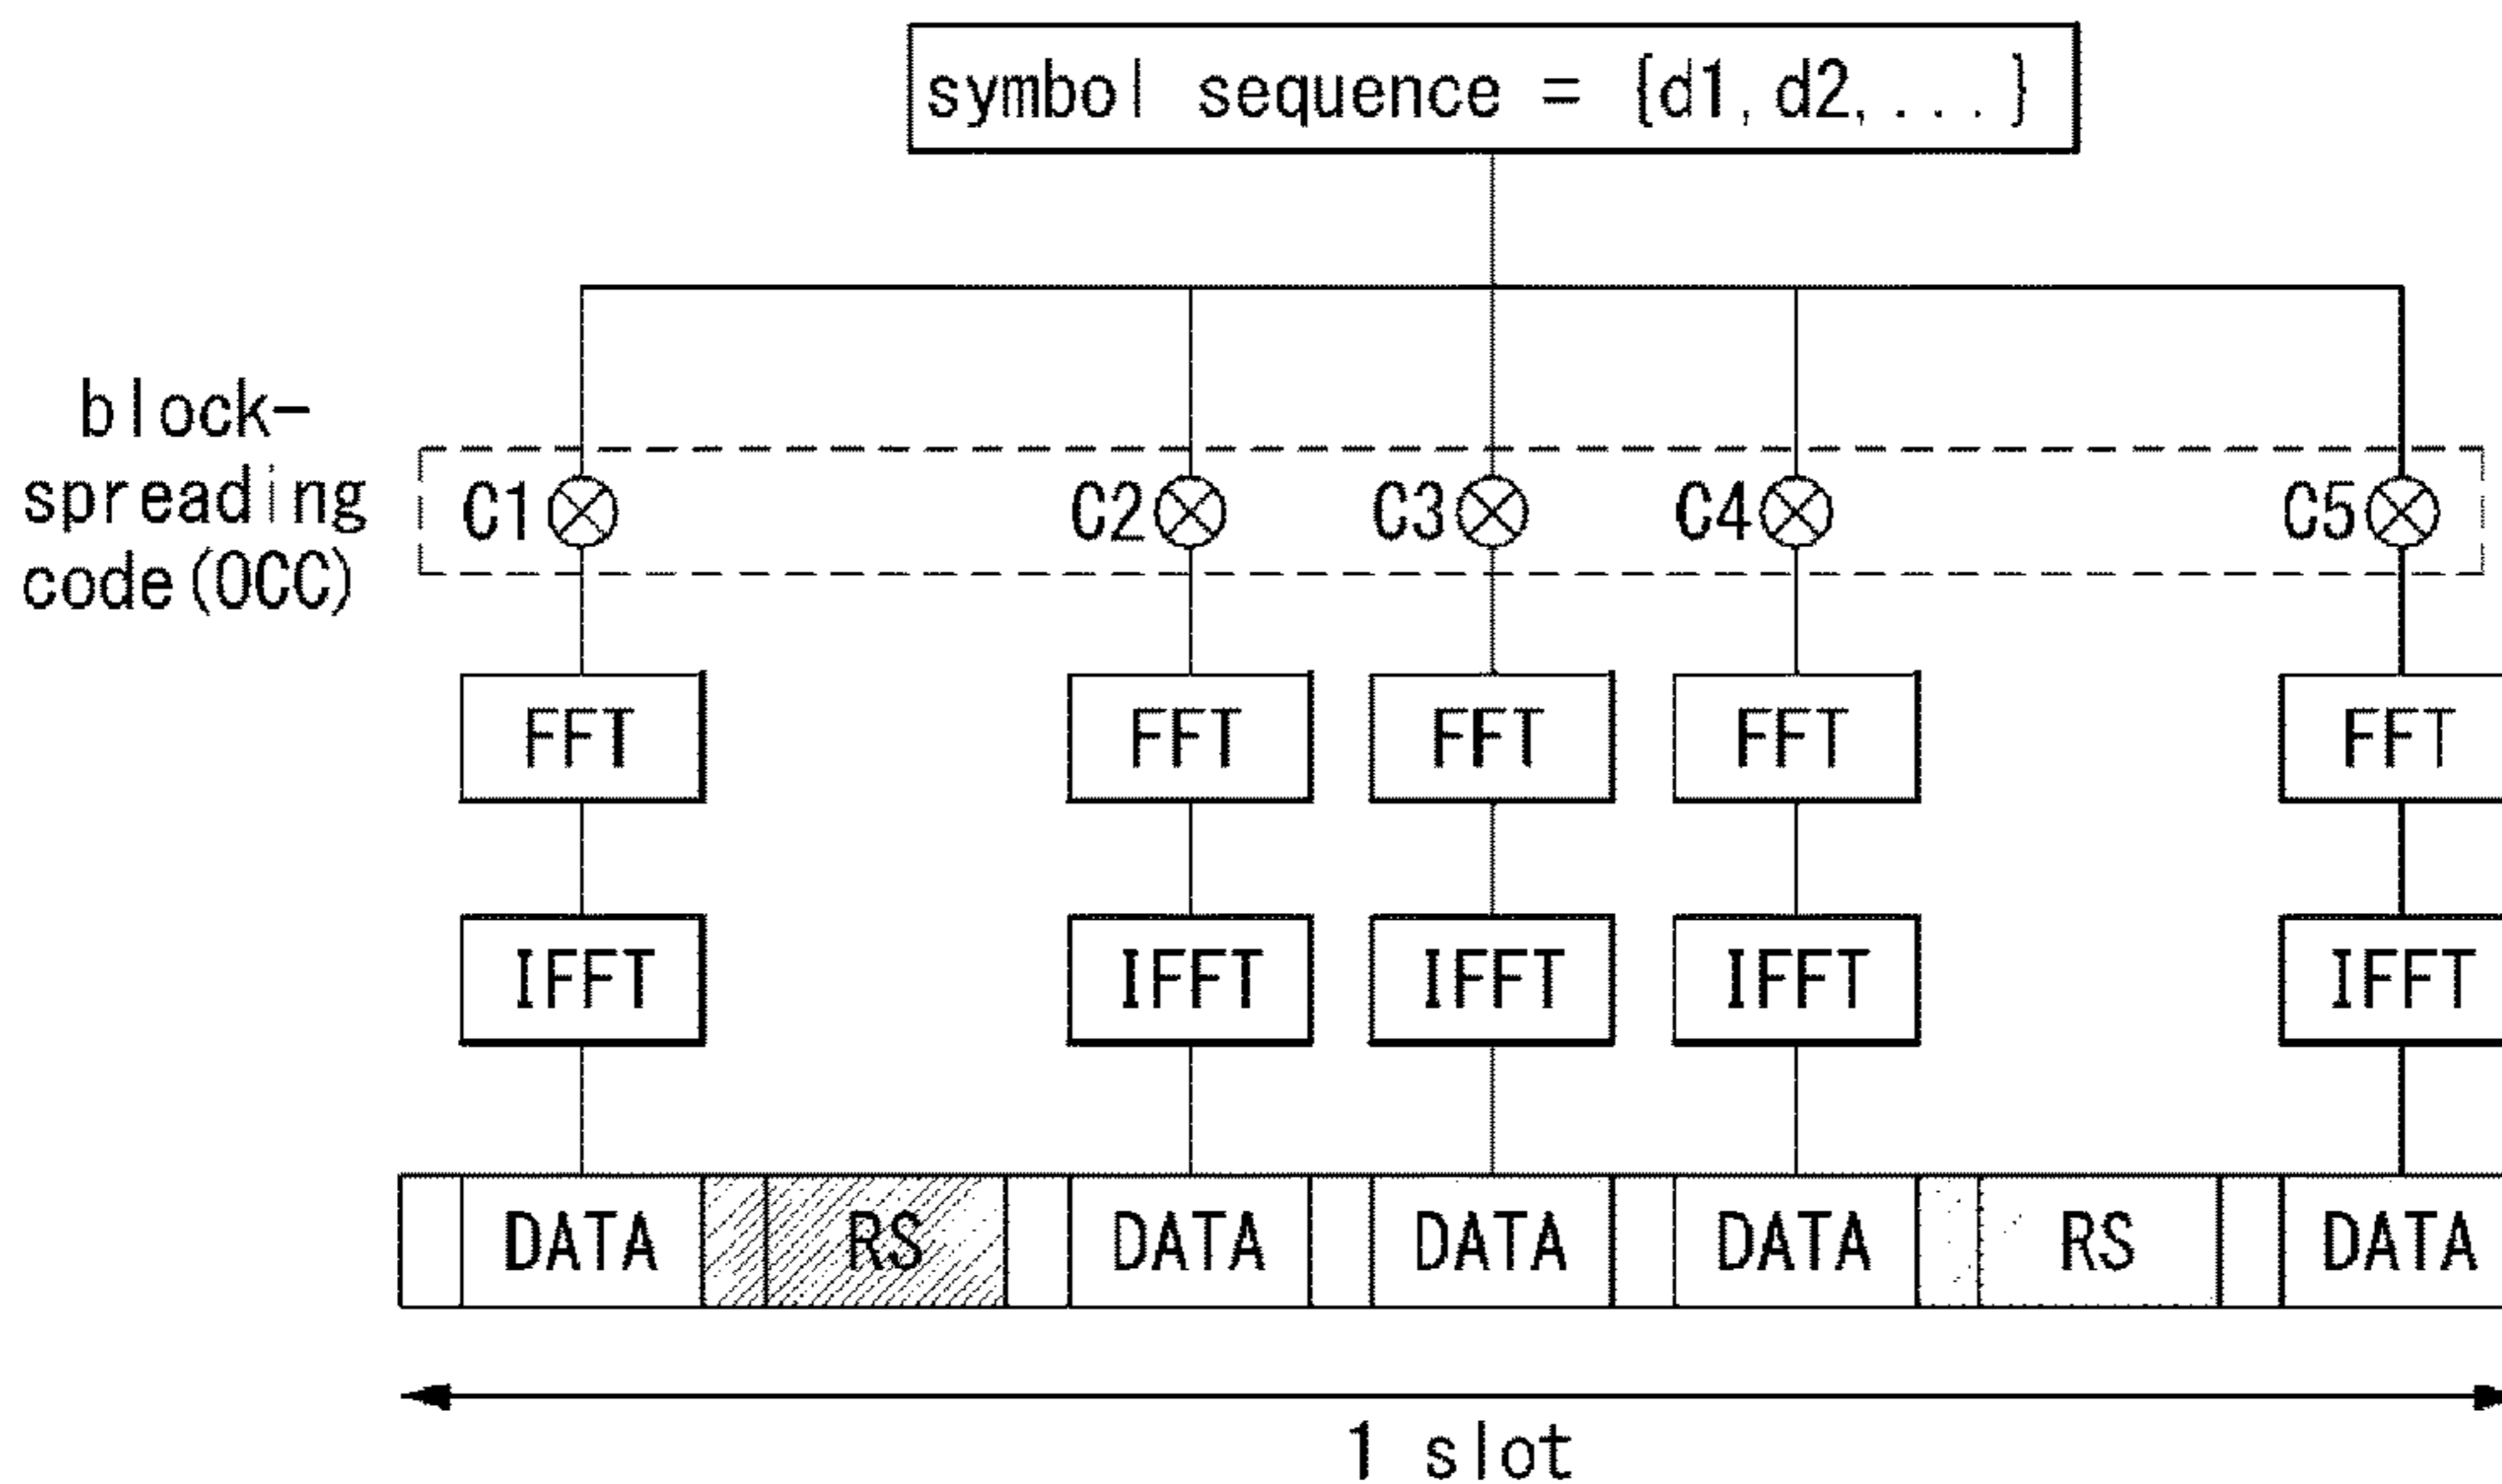 symbol sequence = {d1, d2, ... }
block-
spreading
code(OCC)
C1 C2 C3 C4 C5
FFT FFT FFT FFT FFT
IFFT IFFT IFFT IFFT IFFT
DATA RS DATA DATA DATA RS DATA
1 slot